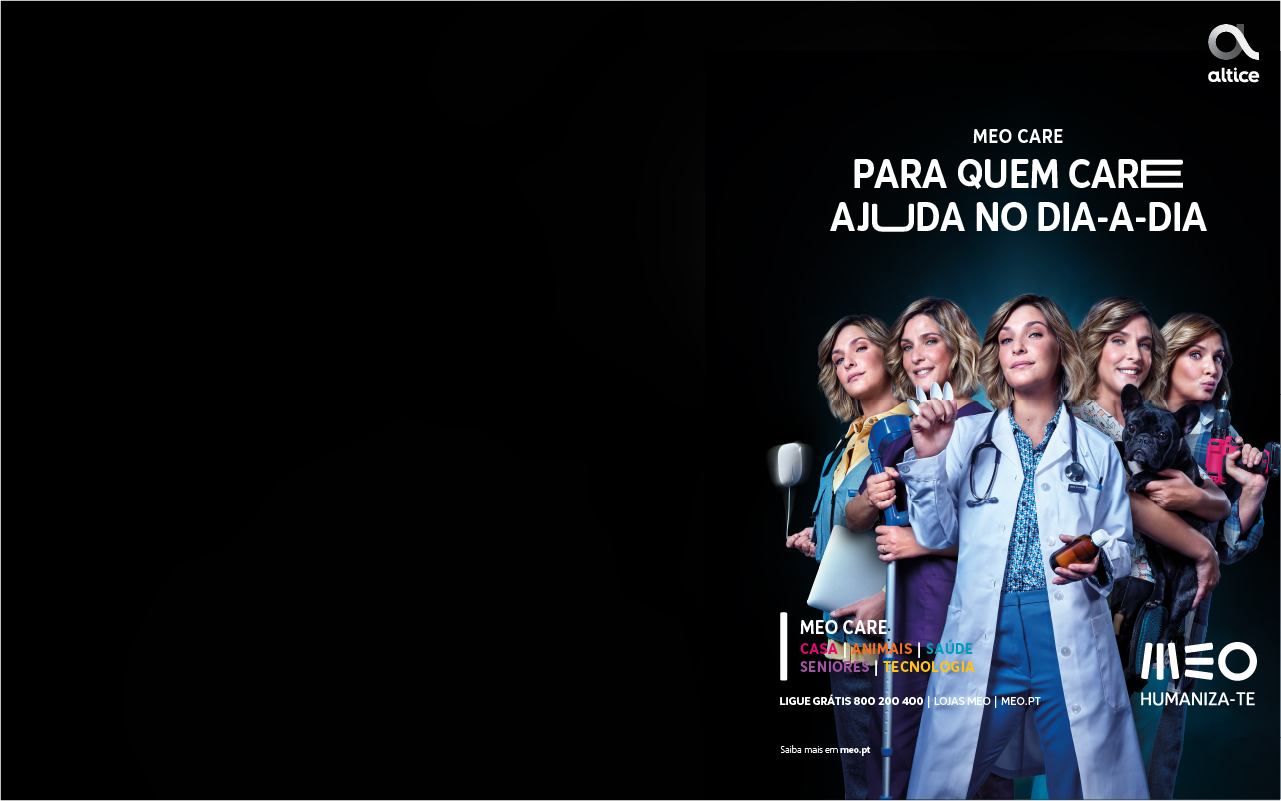 altice
MEO CARE
PARA QUEM CARE
AJUDA NO DIA-A-DIA
MEO CARE
CASA | ANIMAIS | SAÚDE
SENIORES | TECNOLOGIA
MEO
HUMANIZA-TE
LIGUE GRÁTIS 800 200 400 | LOJAS MEO | MEO.PT
Saiba mais em meo.pt